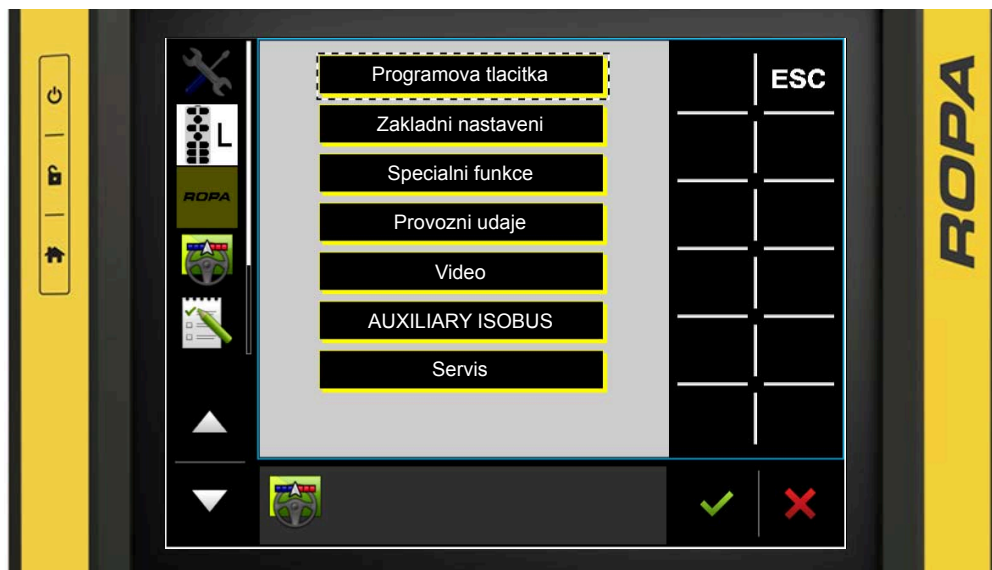 Programova tlacitka
ESC
Zakladni nastaveni
L
Specialni funkce
ROPA
Provozni udaje
Video
AUXILIARY ISOBUS
Servis
ROPA